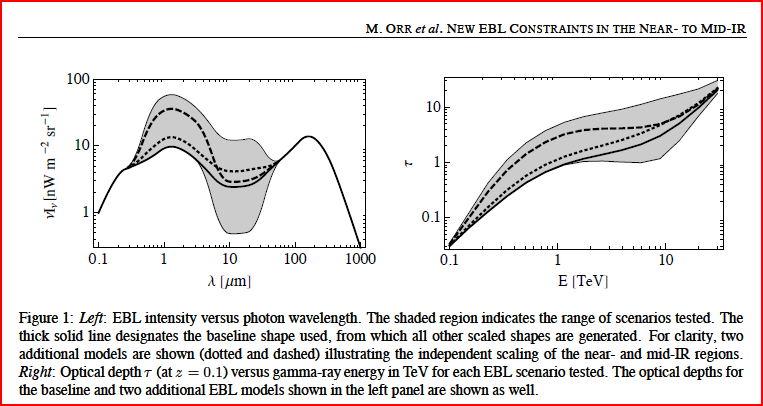 M. ORR et al. NEW EBL CONSTRAINTS IN THE NEAR- TO MID-IR
100
10
1
νIν [nW m −2 sr−1]
0.1 1 10 100 1000
λ [μm]
10
1
0.1
τ
0.1 1 10
E [TeV]
Figure 1: Left: EBL intensity versus photon wavelength. The shaded region indicates the range of scenarios tested. The
thick solid line designates the baseline shape used, from which all other scaled shapes are generated. For clarity, two
additional models are shown (dotted and dashed) illustrating the independent scaling of the near- and mid-IR regions.
Right: Optical depth τ (at z = 0.1) versus gamma-ray energy in TeV for each EBL scenario tested. The optical depths for
the baseline and two additional EBL models shown in the left panel are shown as well.